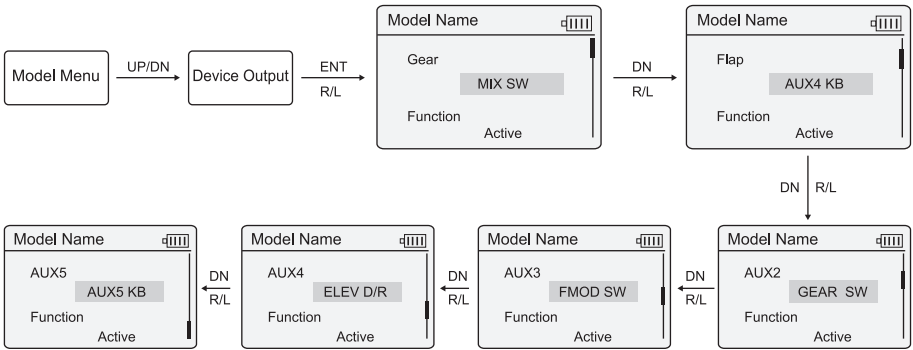 Model Menu
UP/DN
Device Output
ENT
R/L
Model Name
Gear
MIX SW
Function
Active
DN
R/L
Model Name
Flap
AUX4 KB
Function
Active
DN R/L
Model Name
AUX2
GEAR SW
Function
Active
DN
R/L
Model Name
AUX3
FMOD SW
Function
Active
DN
R/L
Model Name
AUX4
ELEV D/R
Function
Active
DN
R/L
Model Name
AUX5
AUX5 KB
Function
Active